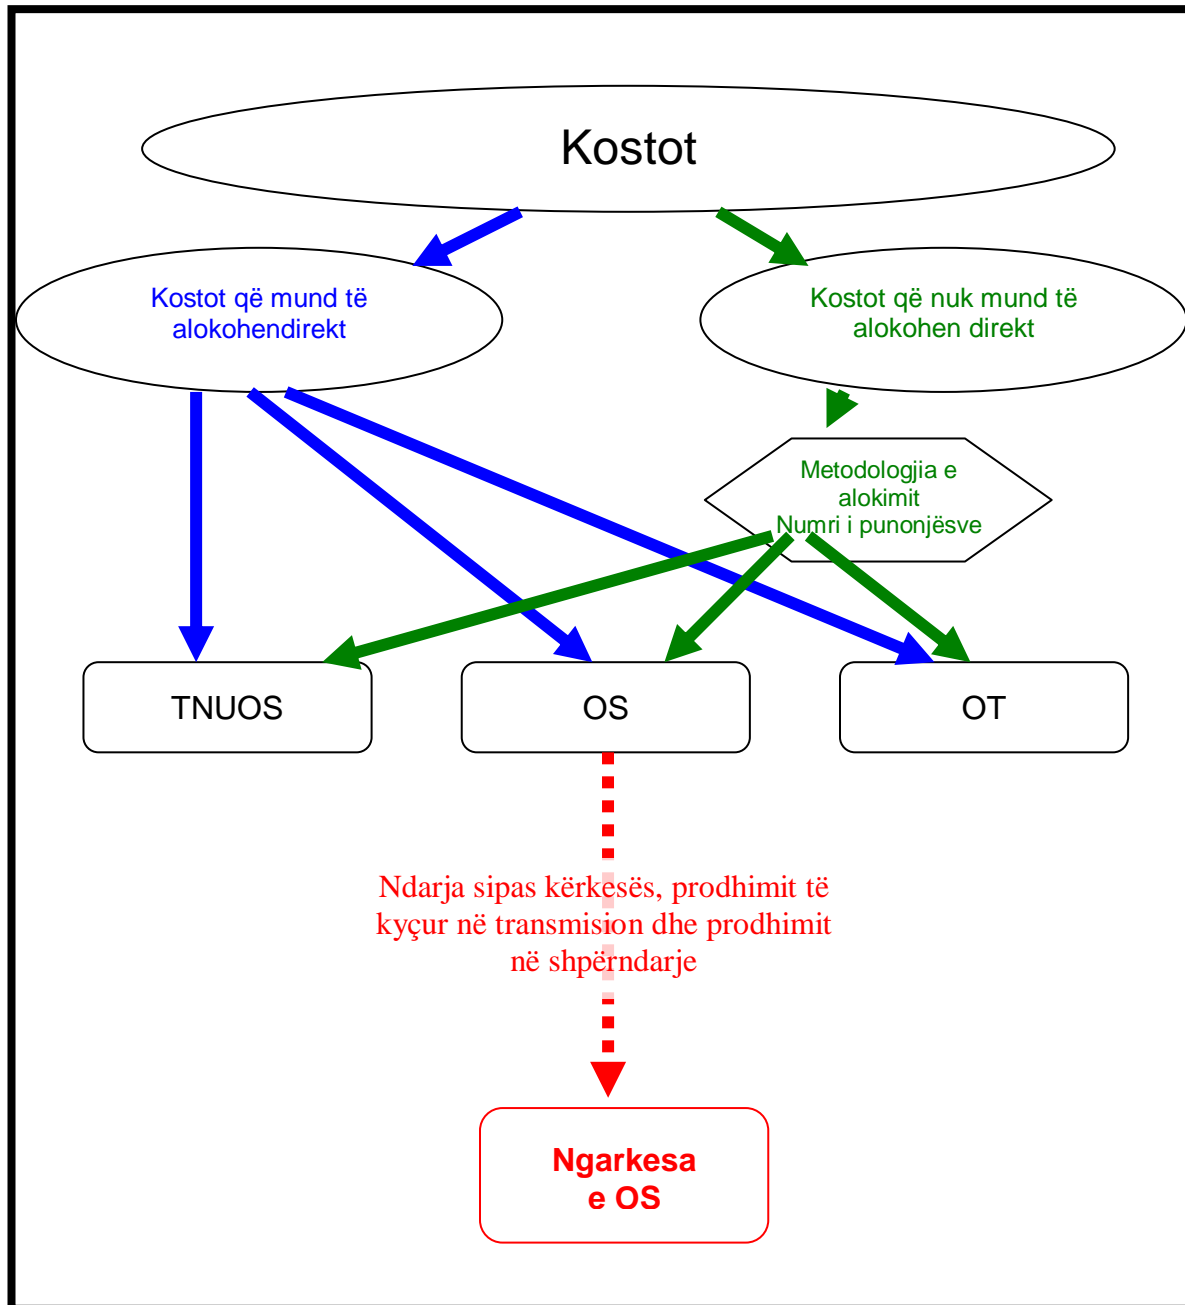 Kostot
Kostot që mund të
alokohendirekt
Kostot që nuk mund të
alokohen direkt
Metodologjia e
alokimit
Numri i punonjësve
TNUOS
OS
OT
Ndarja sipas kërkesës, prodhimit të
kyçur në transmision dhe prodhimit
në shpërndarje
Ngarkesa
e OS